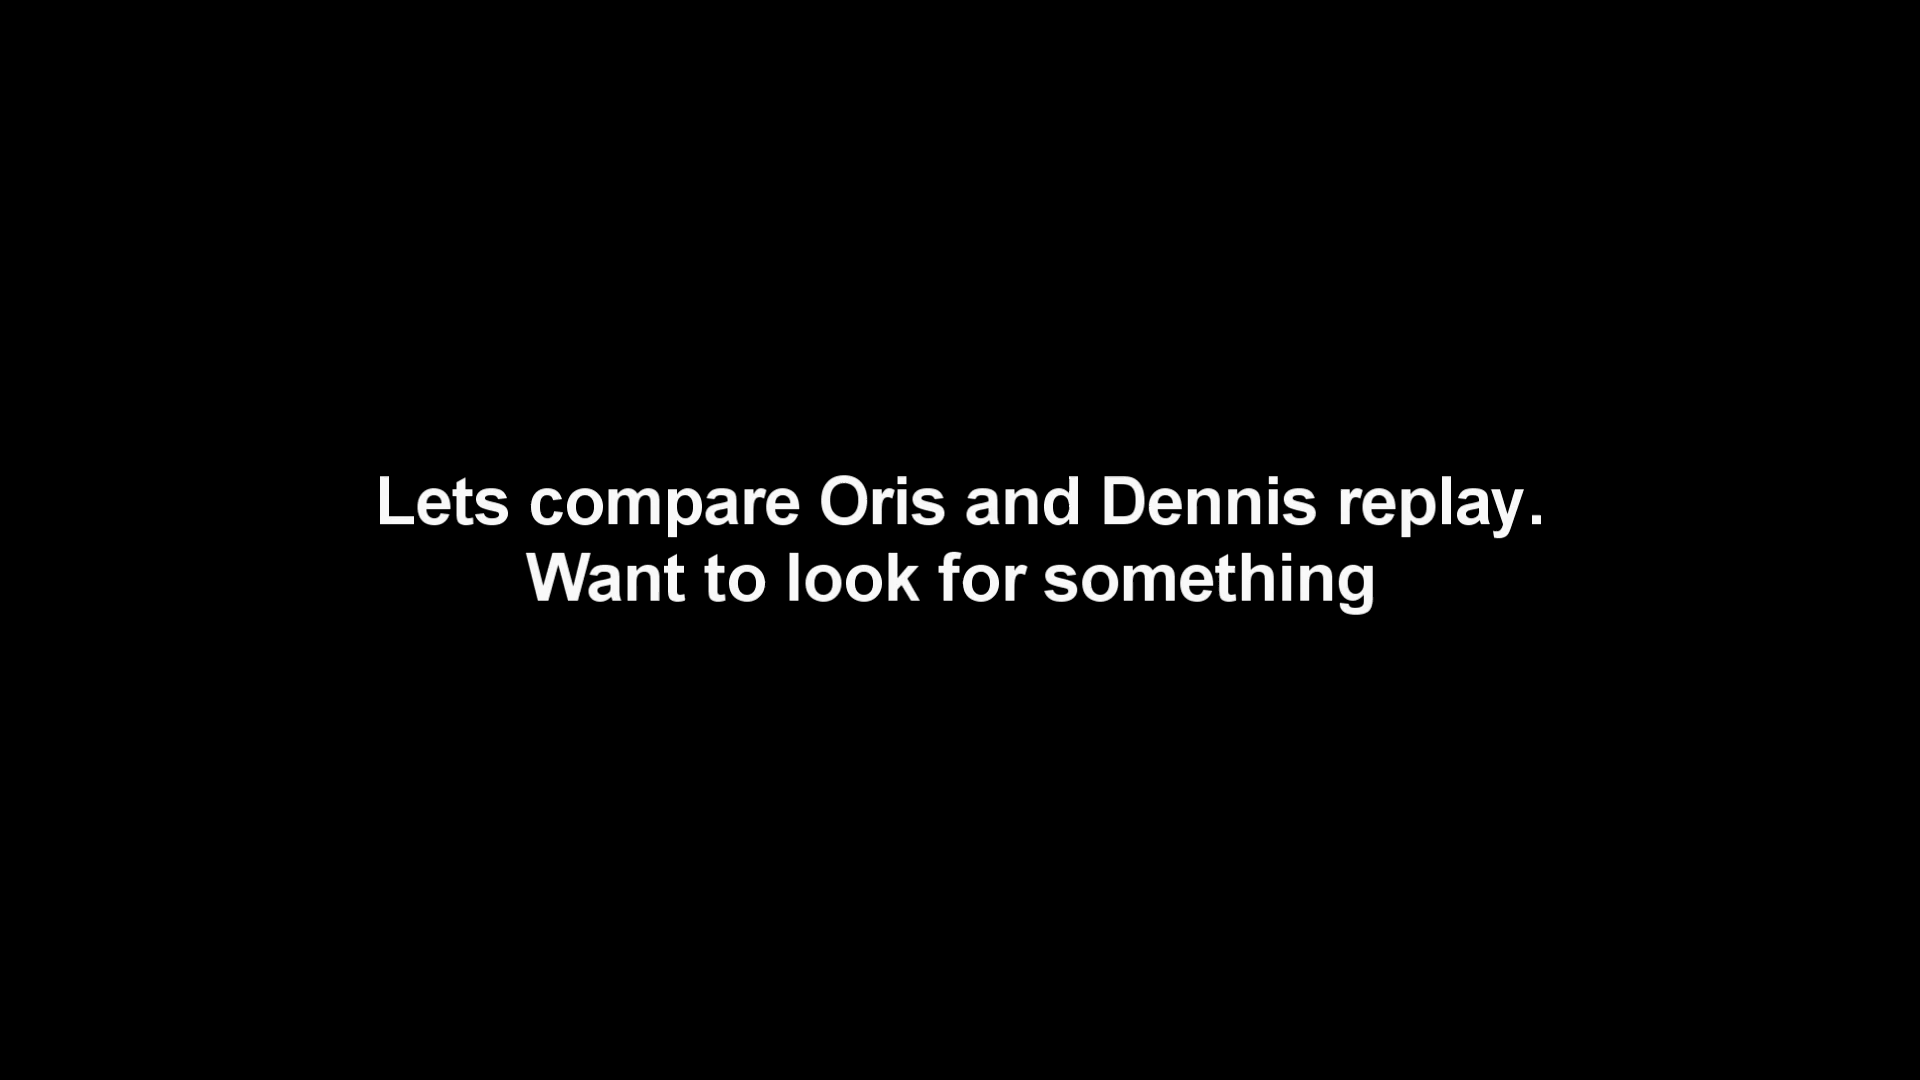 Lets compare Oris and Dennis replay.
Want to look for something